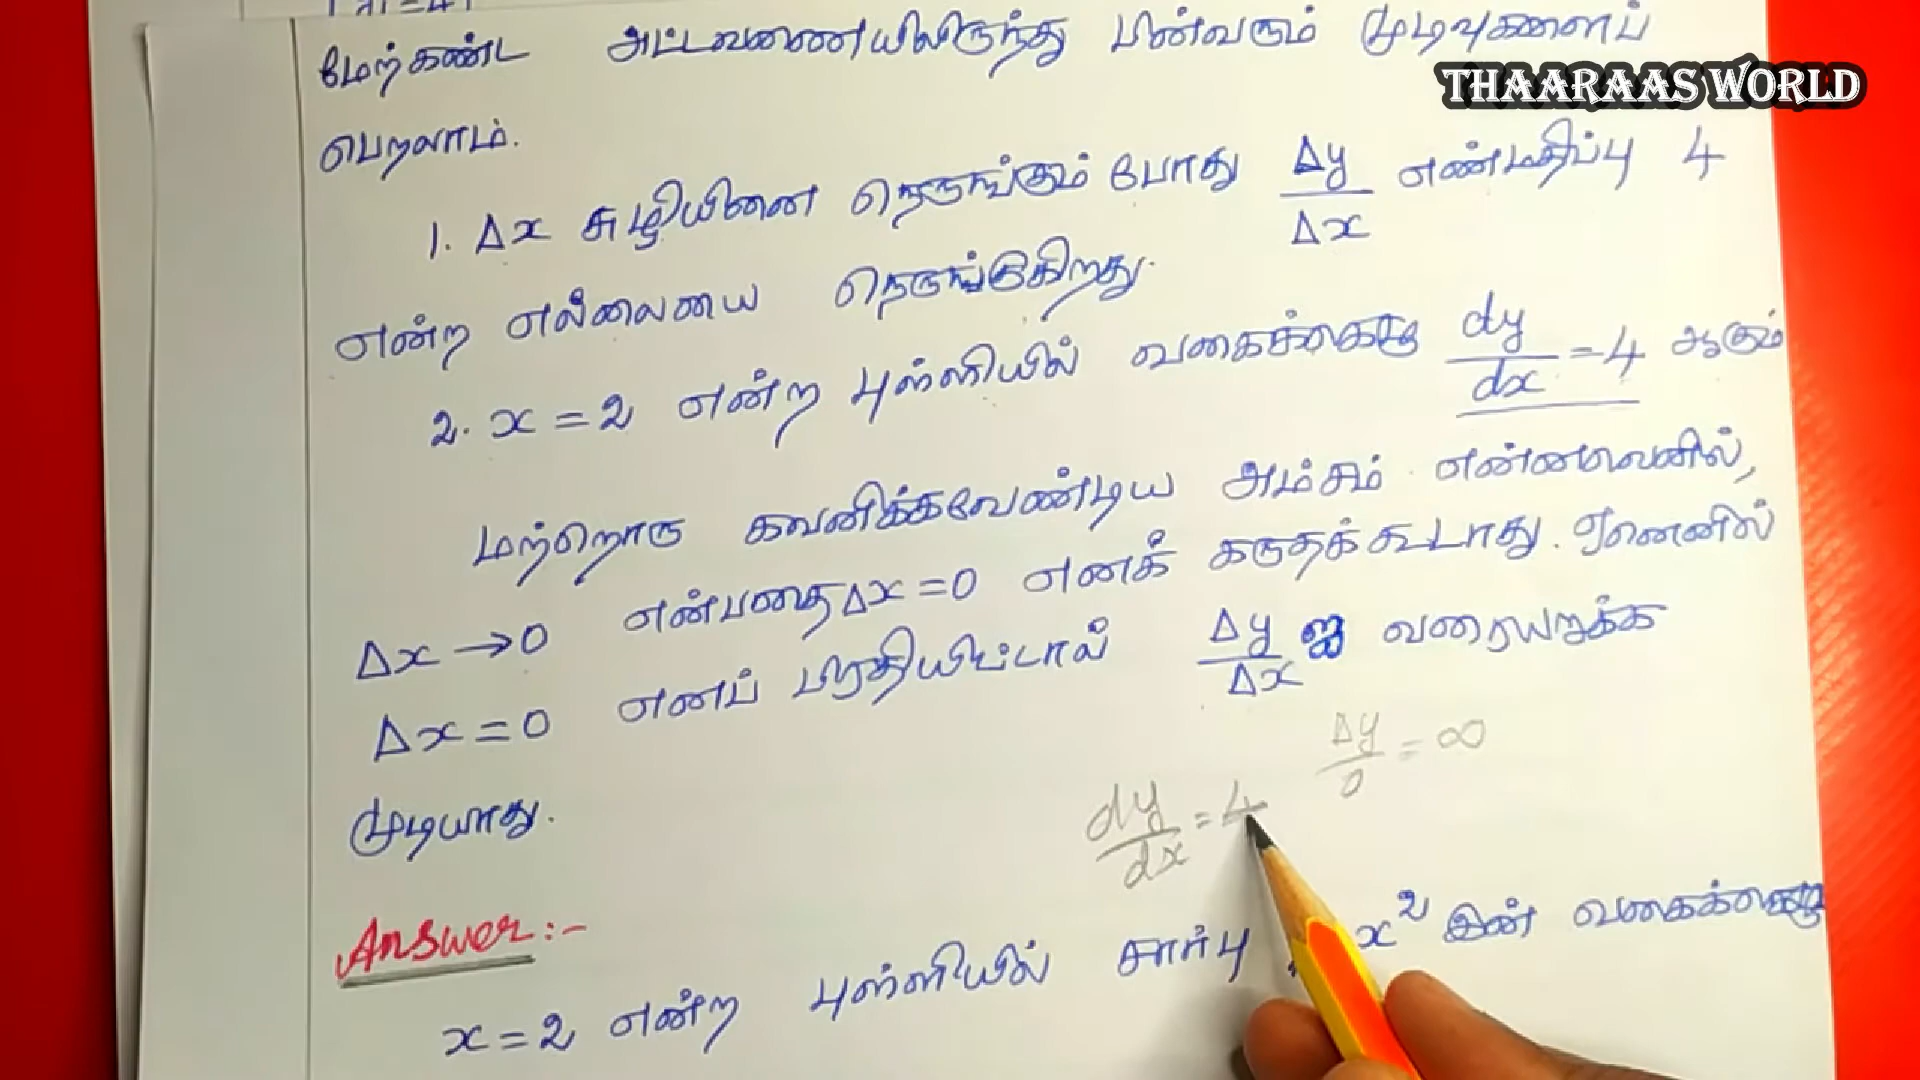 THAARAAS WORLD
மேற்கண்ட அட்டவணையிலிருந்து பின்வரும் முடிவுகளைப்
பெறலாம்.
1. Δx சுழியினை நெருங்கும் போது Δy/Δx எண்மதிப்பு 4
என்ற எல்லையை நெருங்குகிறது.
2. x = 2 என்ற புள்ளியில் வகைக்கெழு dy/dx = 4 ஆகும்
மற்றொரு கவனிக்கவேண்டிய அம்சம் என்னவெனில்,
Δx → 0 என்பதை Δx = 0 எனக் கருதக்கூடாது. ஏனெனில்
Δx = 0 எனப் பிரதியிட்டால் Δy/Δx ஐ வரையறுக்க
முடியாது.
Δy/0 = ∞
dy/dx = 4
Answer:-
x = 2 என்ற புள்ளியில் சார்பு x² இன் வகைக்கெழு